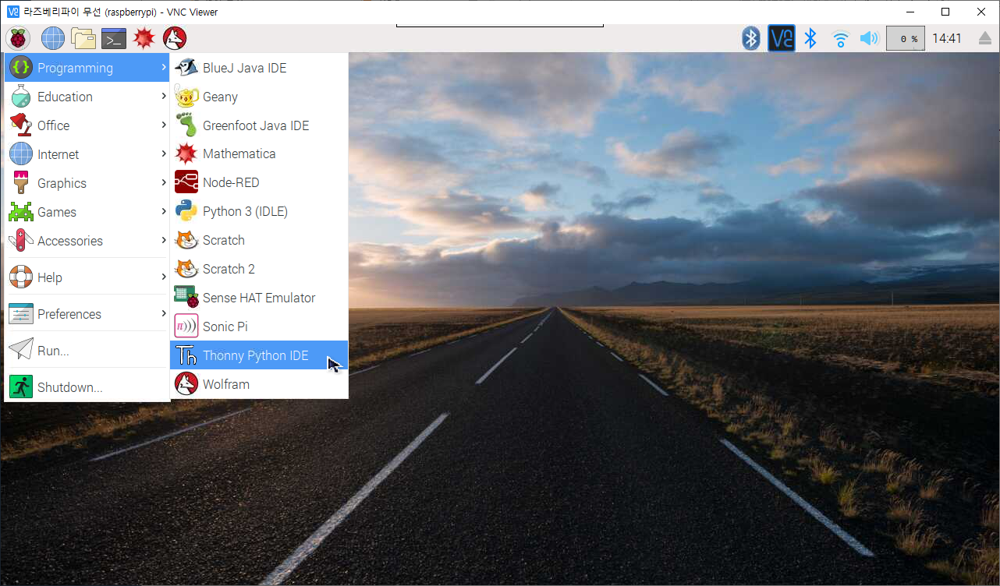 라즈베리파이 무선 (raspberrypi) - VNC Viewer
0 %
14:41
Programming
Education
Office
Internet
Graphics
Games
Accessories
Help
Preferences
Run...
Shutdown...
BlueJ Java IDE
Geany
Greenfoot Java IDE
Mathematica
Node-RED
Python 3 (IDLE)
Scratch
Scratch 2
Sense HAT Emulator
Sonic Pi
Thonny Python IDE
Wolfram